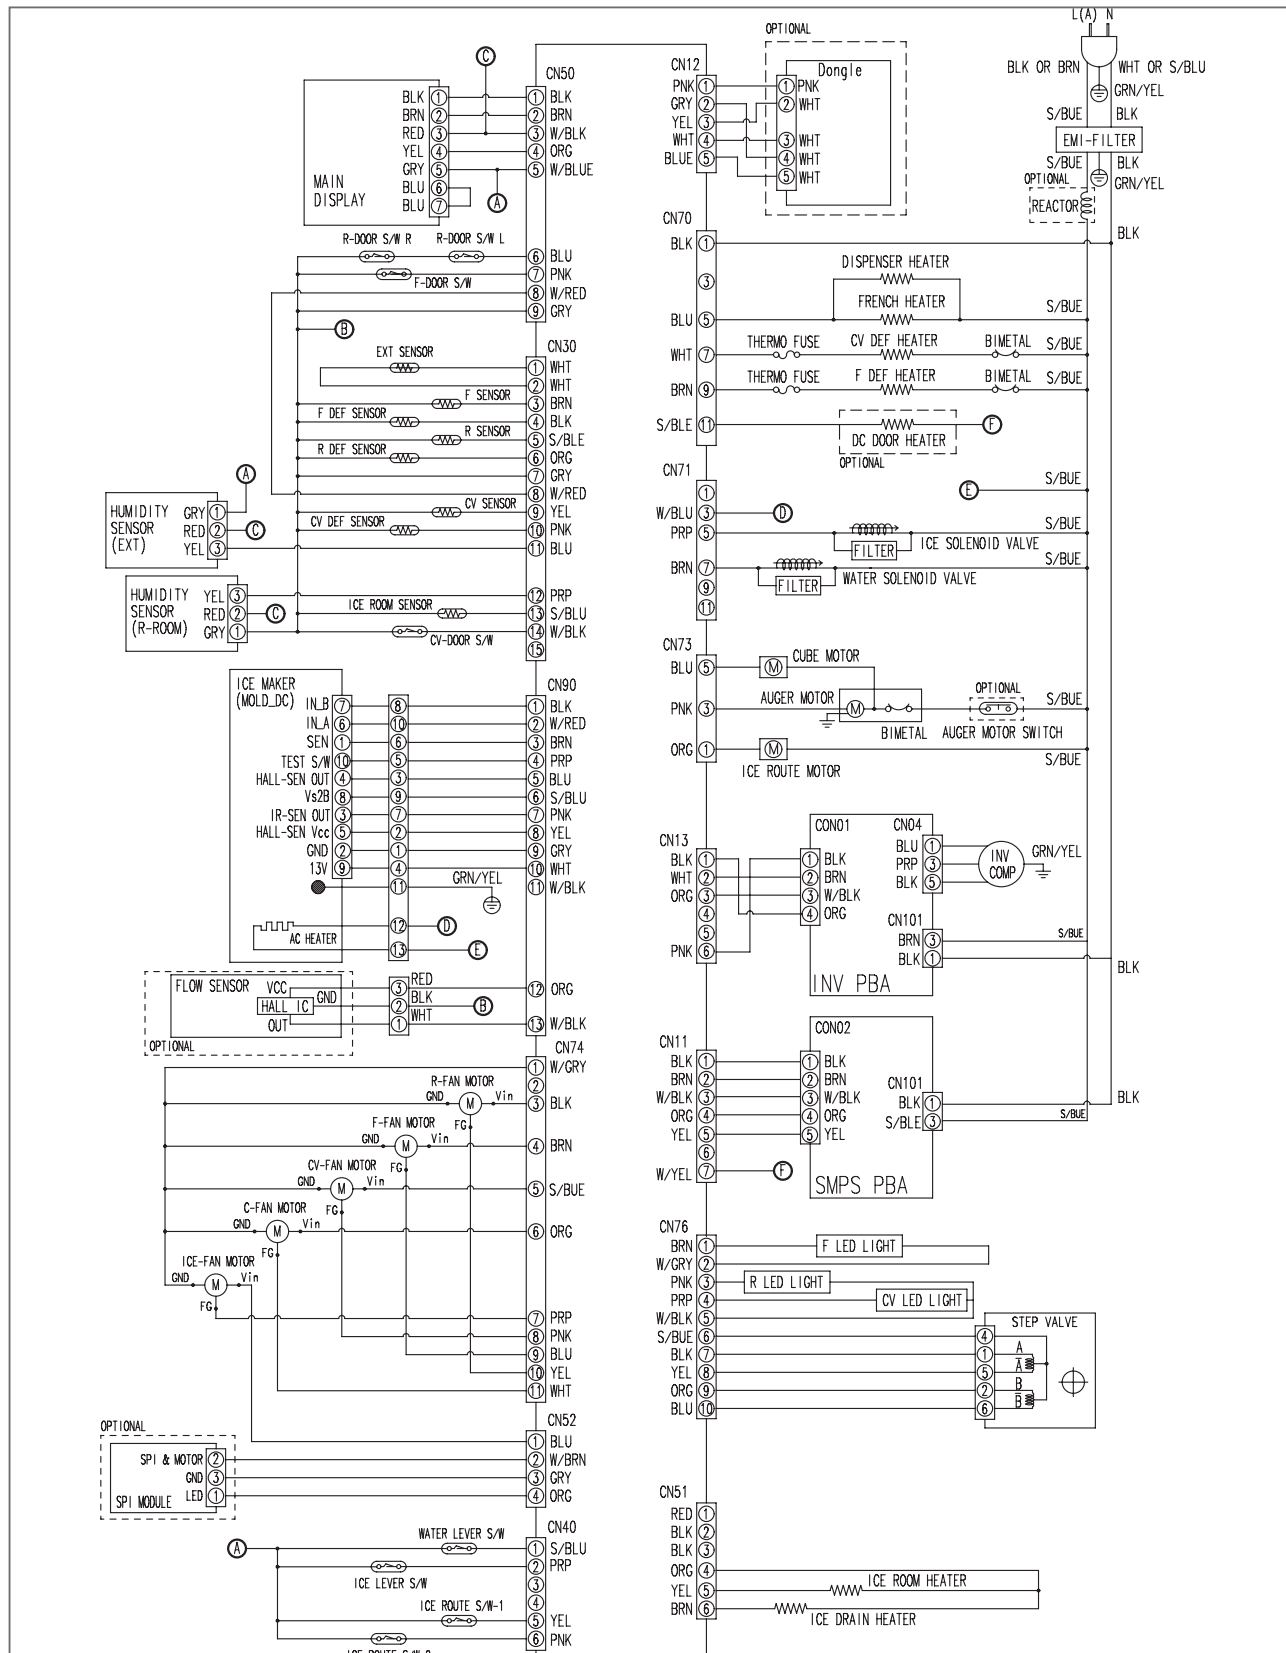 L(A) N
BLK OR BRN
WHT OR S/BLU
GRN/YEL
S/BUE
BLK
EMI-FILTER
S/BUE
BLK
GRN/YEL
OPTIONAL
REACTOR
BLK
C
CN50
BLK 1 1 BLK
BRN 2 2 BRN
RED 3 3 W/BLK
YEL 4 4 ORG
GRY 5 5 W/BLUE
BLU 6
BLU 7
MAIN
DISPLAY
A
R-DOOR S/W R
R-DOOR S/W L
6 BLU
F-DOOR S/W
7 PNK
8 W/RED
9 GRY
B
CN30
EXT SENSOR
1 WHT
2 WHT
F SENSOR
3 BRN
F DEF SENSOR
4 BLK
R SENSOR
5 S/BLE
R DEF SENSOR
6 ORG
7 GRY
8 W/RED
CV SENSOR
9 YEL
CV DEF SENSOR
10 PNK
11 BLU
12 PRP
ICE ROOM SENSOR
13 S/BLU
CV-DOOR S/W
14 W/BLK
15
A
HUMIDITY
SENSOR
(EXT)
GRY 1
RED 2 C
YEL 3
HUMIDITY
SENSOR
(R-ROOM)
YEL 3
RED 2 C
GRY 1
ICE MAKER
(MOLD_DC)
CN90
IN_B 7 8 1 BLK
IN_A 6 10 2 W/RED
SEN 1 6 3 BRN
TEST S/W 10 5 4 PRP
HALL-SEN OUT 4 3 5 BLU
Vs2B 8 9 6 S/BLU
IR-SEN OUT 3 7 7 PNK
HALL-SEN Vcc 5 2 8 YEL
GND 2 1 9 GRY
13V 9 4 10 WHT
11 GRN/YEL 11 W/BLK
AC HEATER
12 D
13 E
FLOW SENSOR
VCC 3 RED 12 ORG
HALL IC GND 2 BLK B
OUT 1 WHT 13 W/BLK
OPTIONAL
CN74
1 W/GRY
2
R-FAN MOTOR
GND M Vin 3 BLK
FG
F-FAN MOTOR
GND M Vin 4 BRN
FG
CV-FAN MOTOR
GND M Vin 5 S/BUE
FG
C-FAN MOTOR
GND M Vin 6 ORG
FG
ICE-FAN MOTOR
GND M Vin
FG
7 PRP
8 PNK
9 BLU
10 YEL
11 WHT
CN52
OPTIONAL
1 BLU
SPI & MOTOR 2 2 W/BRN
GND 3 3 GRY
LED 1 4 ORG
SPI MODULE
CN40
A
WATER LEVER S/W
1 S/BLU
2 PRP
ICE LEVER S/W
3
4
ICE ROUTE S/W-1
5 YEL
6 PNK
OPTIONAL
CN12
Dongle
PNK 1 1 PNK
GRY 2 2 WHT
YEL 3
WHT 4 3 WHT
BLUE 5 4 WHT
5 WHT
CN70
BLK 1
3
DISPENSER HEATER
FRENCH HEATER
BLU 5 S/BUE
WHT 7 THERMO FUSE CV DEF HEATER BIMETAL S/BUE
BRN 9 THERMO FUSE F DEF HEATER BIMETAL S/BUE
S/BLE 11 F
DC DOOR HEATER
OPTIONAL
CN71
1
E S/BUE
W/BLU 3 D
PRP 5 S/BUE
FILTER ICE SOLENOID VALVE
BRN 7 S/BUE
FILTER WATER SOLENOID VALVE
9
11
CN73
BLU 5 M CUBE MOTOR
PNK 3 AUGER MOTOR M OPTIONAL S/BUE
BIMETAL AUGER MOTOR SWITCH
ORG 1 M S/BUE
ICE ROUTE MOTOR
CN13
BLK 1
WHT 2
ORG 3
4
5
PNK 6
CON01
1 BLK
2 BRN
3 W/BLK
4 ORG
INV PBA
CN04
BLU 1
PRP 3
BLK 5
INV
COMP
GRN/YEL
CN101
BRN 3 S/BUE
BLK 1
BLK
CN11
CON02
BLK 1 1 BLK
BRN 2 2 BRN
W/BLK 3 3 W/BLK
ORG 4 4 ORG
YEL 5 5 YEL
6
W/YEL 7 F
SMPS PBA
CN101
BLK 1 BLK
S/BLE 3 S/BUE
CN76
BRN 1 F LED LIGHT
W/GRY 2
PNK 3 R LED LIGHT
PRP 4 CV LED LIGHT
W/BLK 5
S/BUE 6 4
BLK 7 1 A
YEL 8 5 A
ORG 9 2 B
BLU 10 6 B
STEP VALVE
CN51
RED 1
BLK 2
BLK 3
ORG 4
YEL 5 ICE ROOM HEATER
BRN 6 ICE DRAIN HEATER